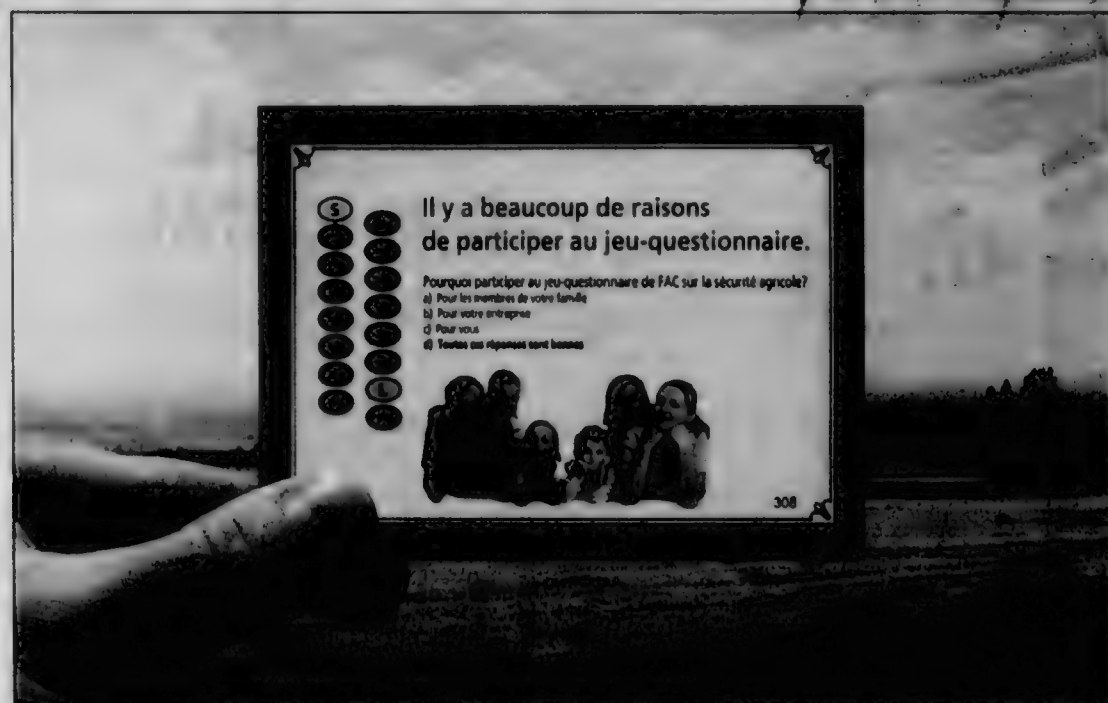 S
L
Il y a beaucoup de raisons
de participer au jeu-questionnaire.
Pourquoi participer au jeu-questionnaire de FAC sur la sécurité agricole?
a) Pour les membres de votre famille
b) Pour votre entreprise
c) Pour vous
d) Toutes ces réponses sont bonnes
308